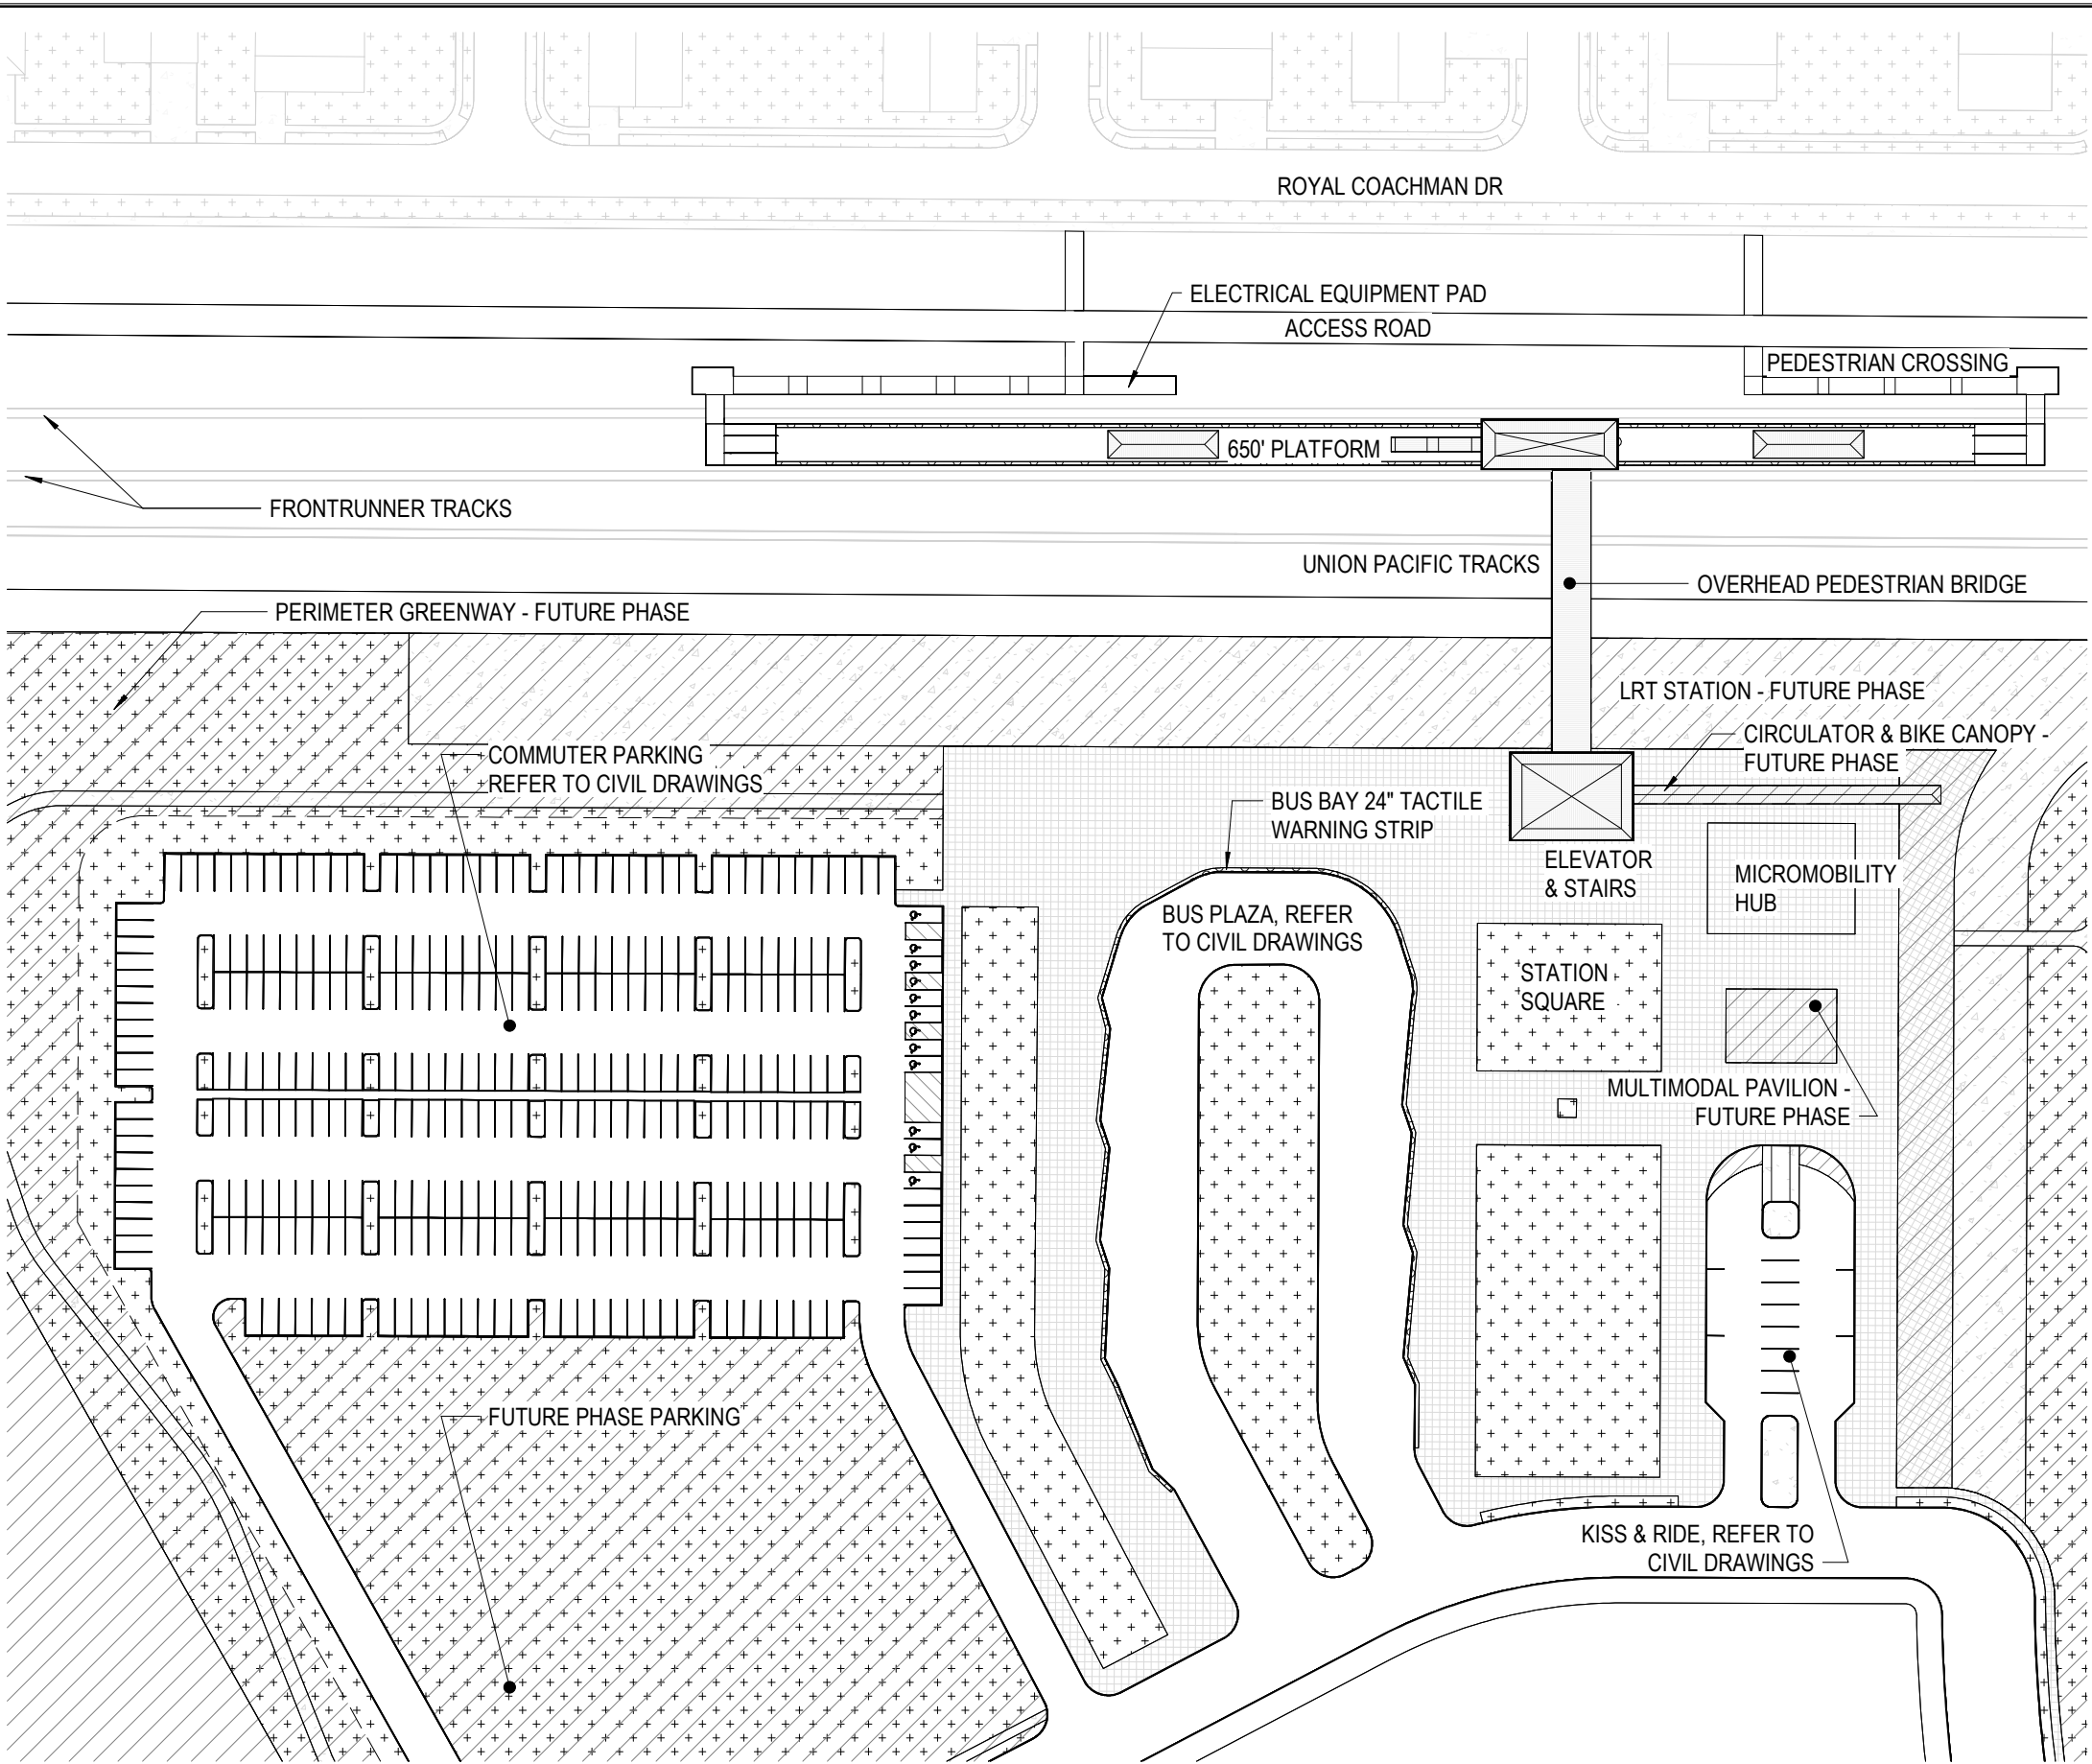 ROYAL COACHMAN DR
ELECTRICAL EQUIPMENT PAD
ACCESS ROAD
PEDESTRIAN CROSSING
650' PLATFORM
FRONTRUNNER TRACKS
UNION PACIFIC TRACKS
OVERHEAD PEDESTRIAN BRIDGE
PERIMETER GREENWAY - FUTURE PHASE
LRT STATION - FUTURE PHASE
CIRCULATOR & BIKE CANOPY -
FUTURE PHASE
COMMUTER PARKING
REFER TO CIVIL DRAWINGS
BUS BAY 24" TACTILE
WARNING STRIP
ELEVATOR
& STAIRS
MICROMOBILITY
HUB
BUS PLAZA, REFER
TO CIVIL DRAWINGS
STATION
SQUARE
MULTIMODAL PAVILION -
FUTURE PHASE
FUTURE PHASE PARKING
KISS & RIDE, REFER TO
CIVIL DRAWINGS